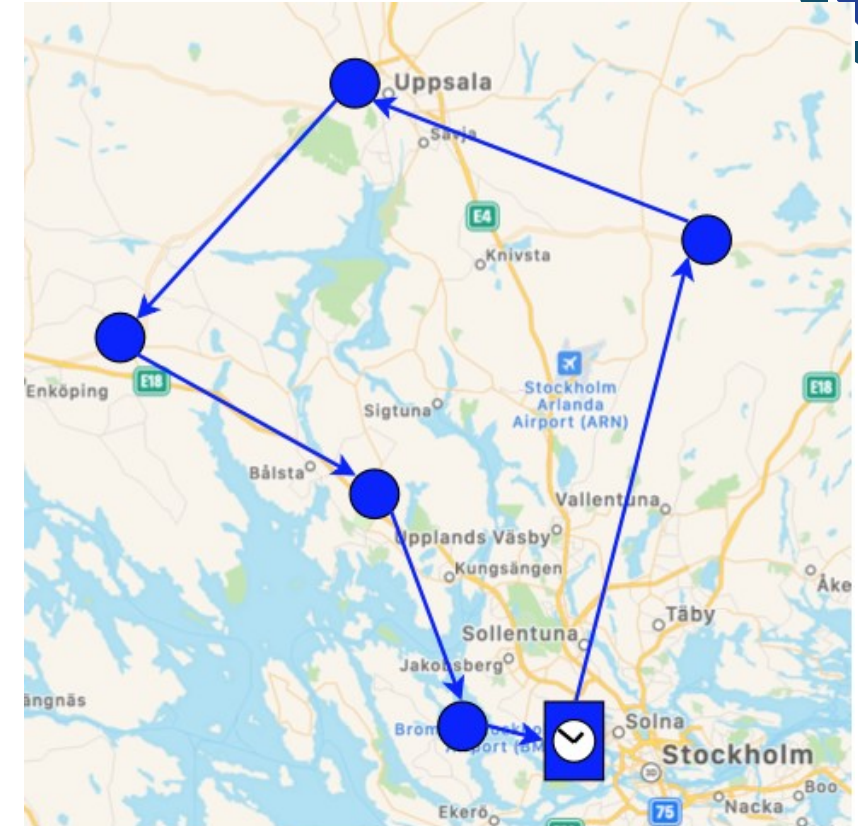 Uppsala
Sävja
E4
Knivsta
E18
Enköping
Stockholm
Arlanda
Airport (ARN)
E18
Sigtuna
Bålsta
Vallentuna
Upplands Väsby
Kungsängen
Åke
Täby
Sollentuna
Jakobsberg
ängnäs
Solna
Stockholm
Ekerö
75
Nacka
Boo